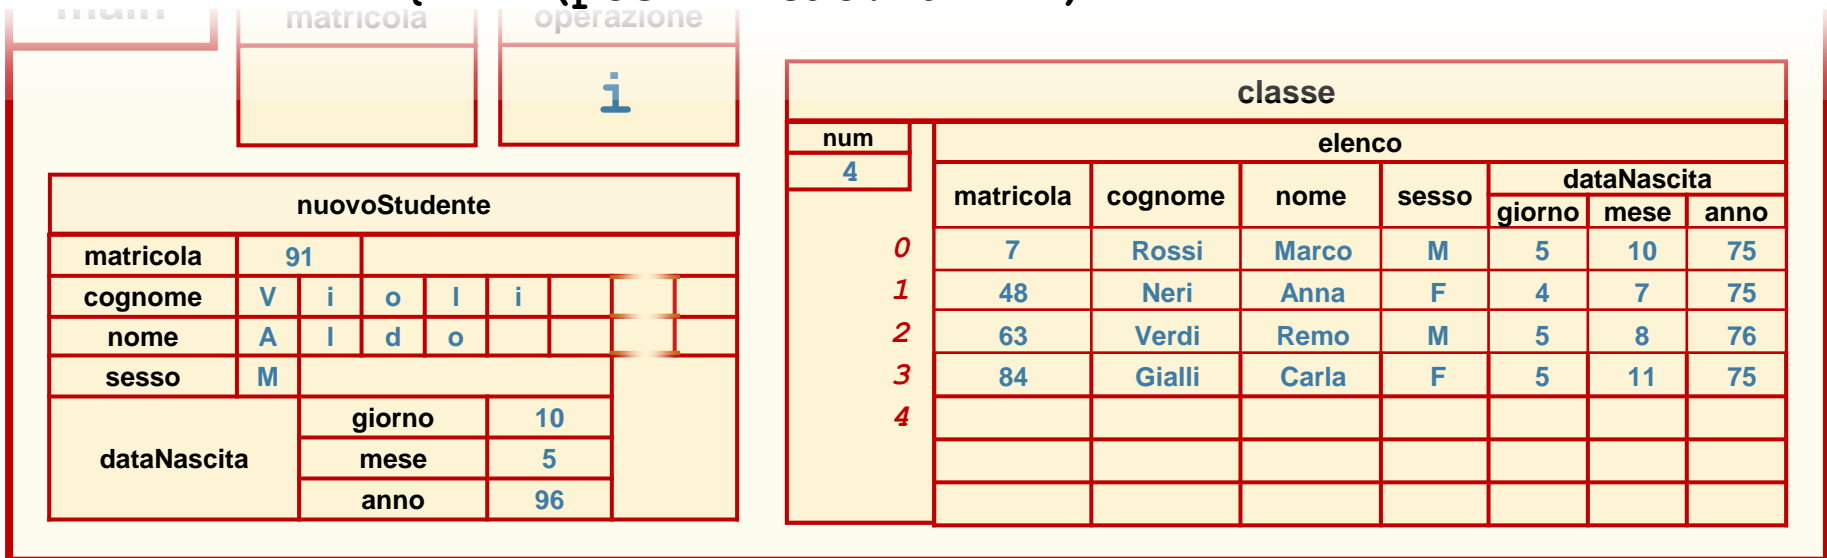 main
matricola operazione
i
nuovoStudente
matricola 91
cognome V i o l i
nome A l d o
sesso M
dataNascita
giorno 10
mese 5
anno 96
classe
num
4
elenco
matricola cognome nome sesso dataNascita
giorno mese anno
0 7 Rossi Marco M 5 10 75
1 48 Neri Anna F 4 7 75
2 63 Verdi Remo M 5 8 76
3 84 Gialli Carla F 5 11 75
4